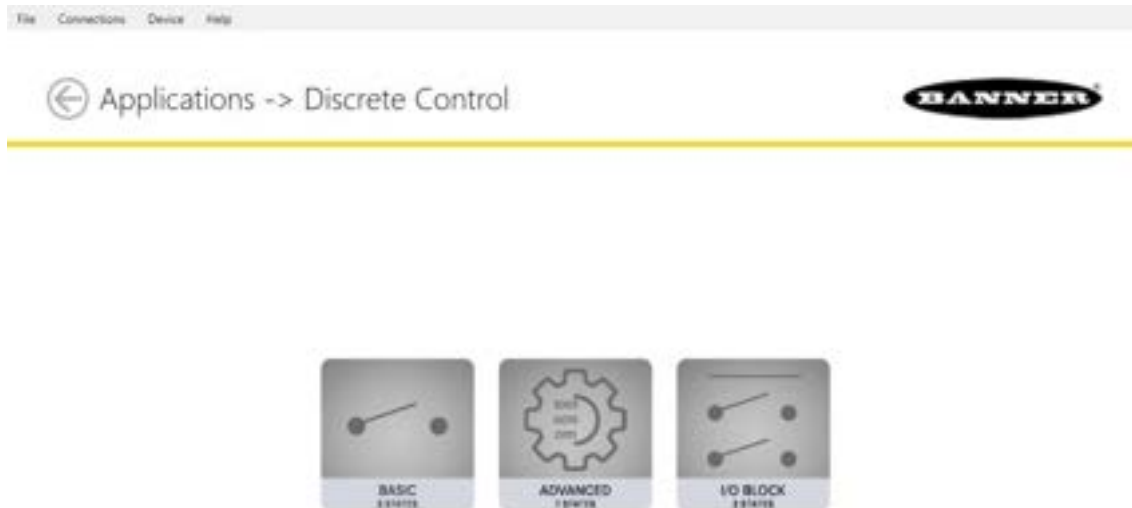 File Connections Device Help
Applications -> Discrete Control
BANNER
BASIC
ADVANCED
I/O BLOCK